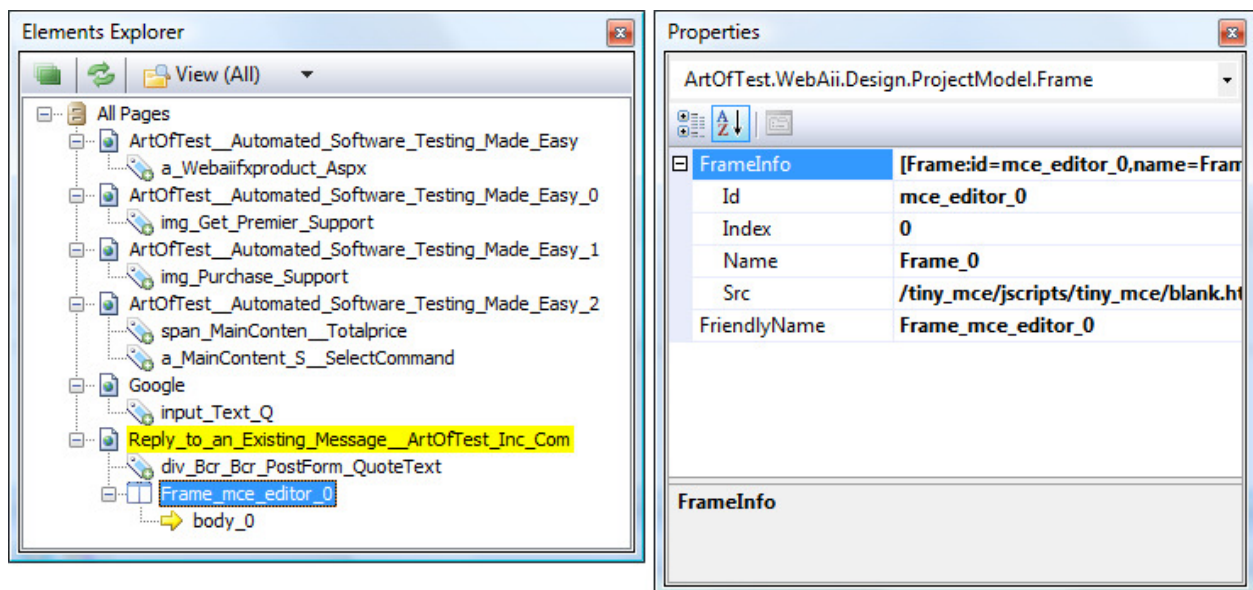 Elements Explorer
View (All)
All Pages
ArtOfTest__Automated_Software_Testing_Made_Easy
a_Webaiifxproduct_Aspx
ArtOfTest__Automated_Software_Testing_Made_Easy_0
img_Get_Premier_Support
ArtOfTest__Automated_Software_Testing_Made_Easy_1
img_Purchase_Support
ArtOfTest__Automated_Software_Testing_Made_Easy_2
span_MainConten__Totalprice
a_MainContent_S__SelectCommand
Google
input_Text_Q
Reply_to_an_Existing_Message__ArtOfTest_Inc_Com
div_Bcr_Bcr_PostForm_QuoteText
Frame_mce_editor_0
body_0
Properties
ArtOfTest.WebAii.Design.ProjectModel.Frame
FrameInfo [Frame:id=mce_editor_0,name=Fram
Id mce_editor_0
Index 0
Name Frame_0
Src /tiny_mce/jscripts/tiny_mce/blank.ht
FriendlyName Frame_mce_editor_0
FrameInfo